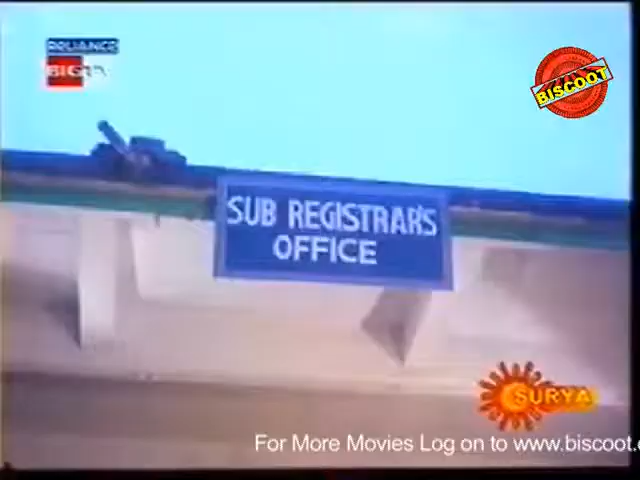 RELIANCE
BIG TV
BISCOOT
SUB REGISTRAR'S
OFFICE
SURYA
For More Movies Log on to www.biscoot.